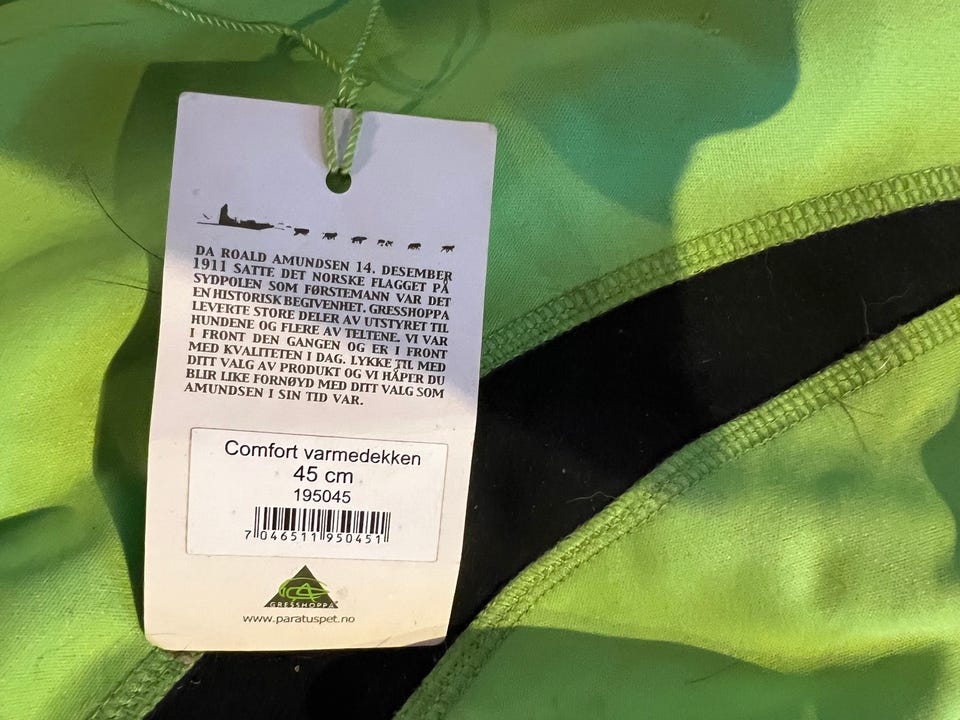 DA ROALD AMUNDSEN 14. DESEMBER
1911 SATTE DET NORSKE FLAGGET PÅ
SYDPOLEN SOM FØRSTEMANN VAR DET
EN HISTORISK BEGIVENHET. GRESSHOPPA
LEVERTE STORE DELER AV UTSTYRET TIL
HUNDENE OG FLERE AV TELTENE. VI VAR
I FRONT DEN GANGEN OG ER I FRONT
MED KVALITETEN I DAG. LYKKE TIL MED
DITT VALG AV PRODUKT OG VI HÅPER DU
BLIR LIKE FORNØYD MED DITT VALG SOM
AMUNDSEN I SIN TID VAR.
Comfort varmedekken
45 cm
195045
7 046511 950451
GRESSHOPPA
www.paratuspet.no